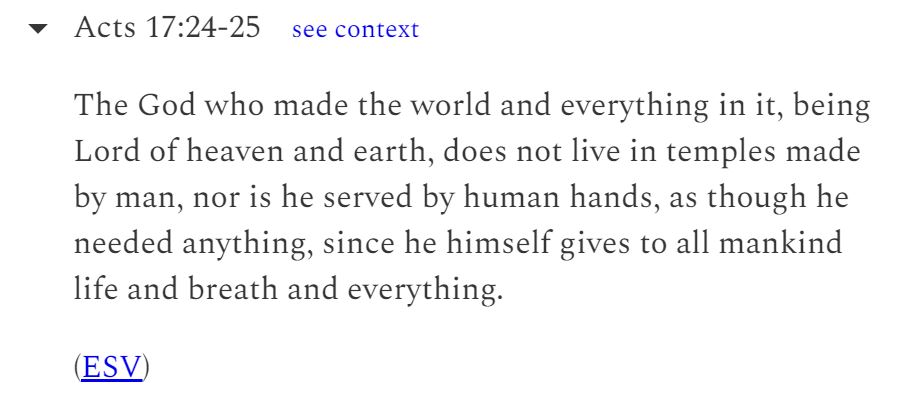 Acts 17:24-25 see context
The God who made the world and everything in it, being
Lord of heaven and earth, does not live in temples made
by man, nor is he served by human hands, as though he
needed anything, since he himself gives to all mankind
life and breath and everything.
(ESV)